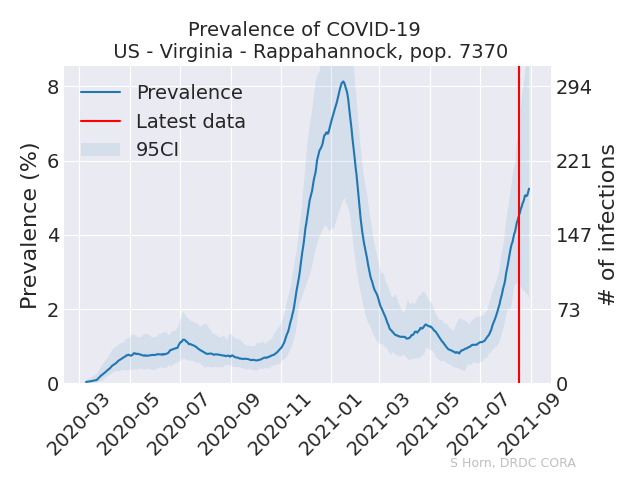 Prevalence of COVID-19
US - Virginia - Rappahannock, pop. 7370
Prevalence
Latest data
95CI
Prevalence (%)
8
6
4
2
0
294
221
147
73
0
# of infections
2020-03
2020-05
2020-07
2020-09
2020-11
2021-01
2021-03
2021-05
2021-07
2021-09
S Horn, DRDC CORA